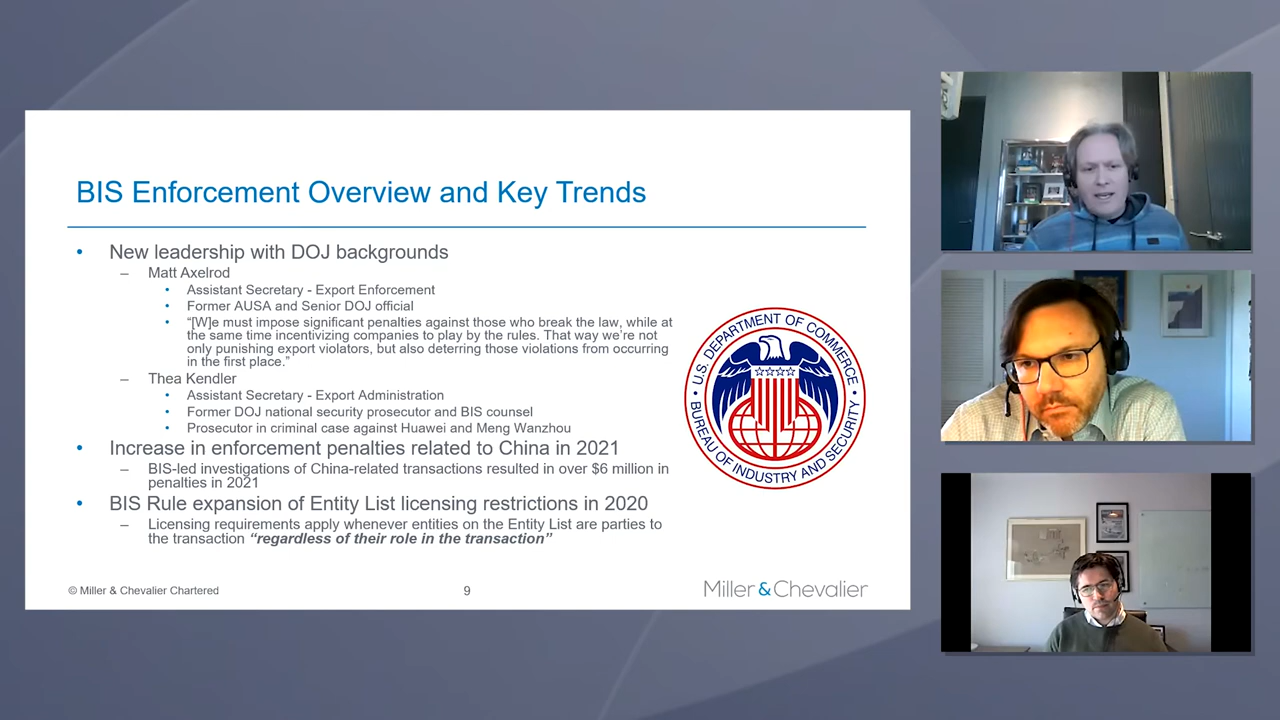 BIS Enforcement Overview and Key Trends
• New leadership with DOJ backgrounds
– Matt Axelrod
• Assistant Secretary - Export Enforcement
• Former AUSA and Senior DOJ official
• “[W]e must impose significant penalties against those who break the law, while at
the same time incentivizing companies to play by the rules. That way we’re not
only punishing export violators, but also deterring those violations from occurring
in the first place.”
– Thea Kendler
• Assistant Secretary - Export Administration
• Former DOJ national security prosecutor and BIS counsel
• Prosecutor in criminal case against Huawei and Meng Wanzhou
• Increase in enforcement penalties related to China in 2021
– BIS-led investigations of China-related transactions resulted in over $6 million in
penalties in 2021
• BIS Rule expansion of Entity List licensing restrictions in 2020
– Licensing requirements apply whenever entities on the Entity List are parties to
the transaction “regardless of their role in the transaction”
U.S. DEPARTMENT OF COMMERCE
BUREAU OF INDUSTRY AND SECURITY
© Miller & Chevalier Chartered
9
Miller & Chevalier